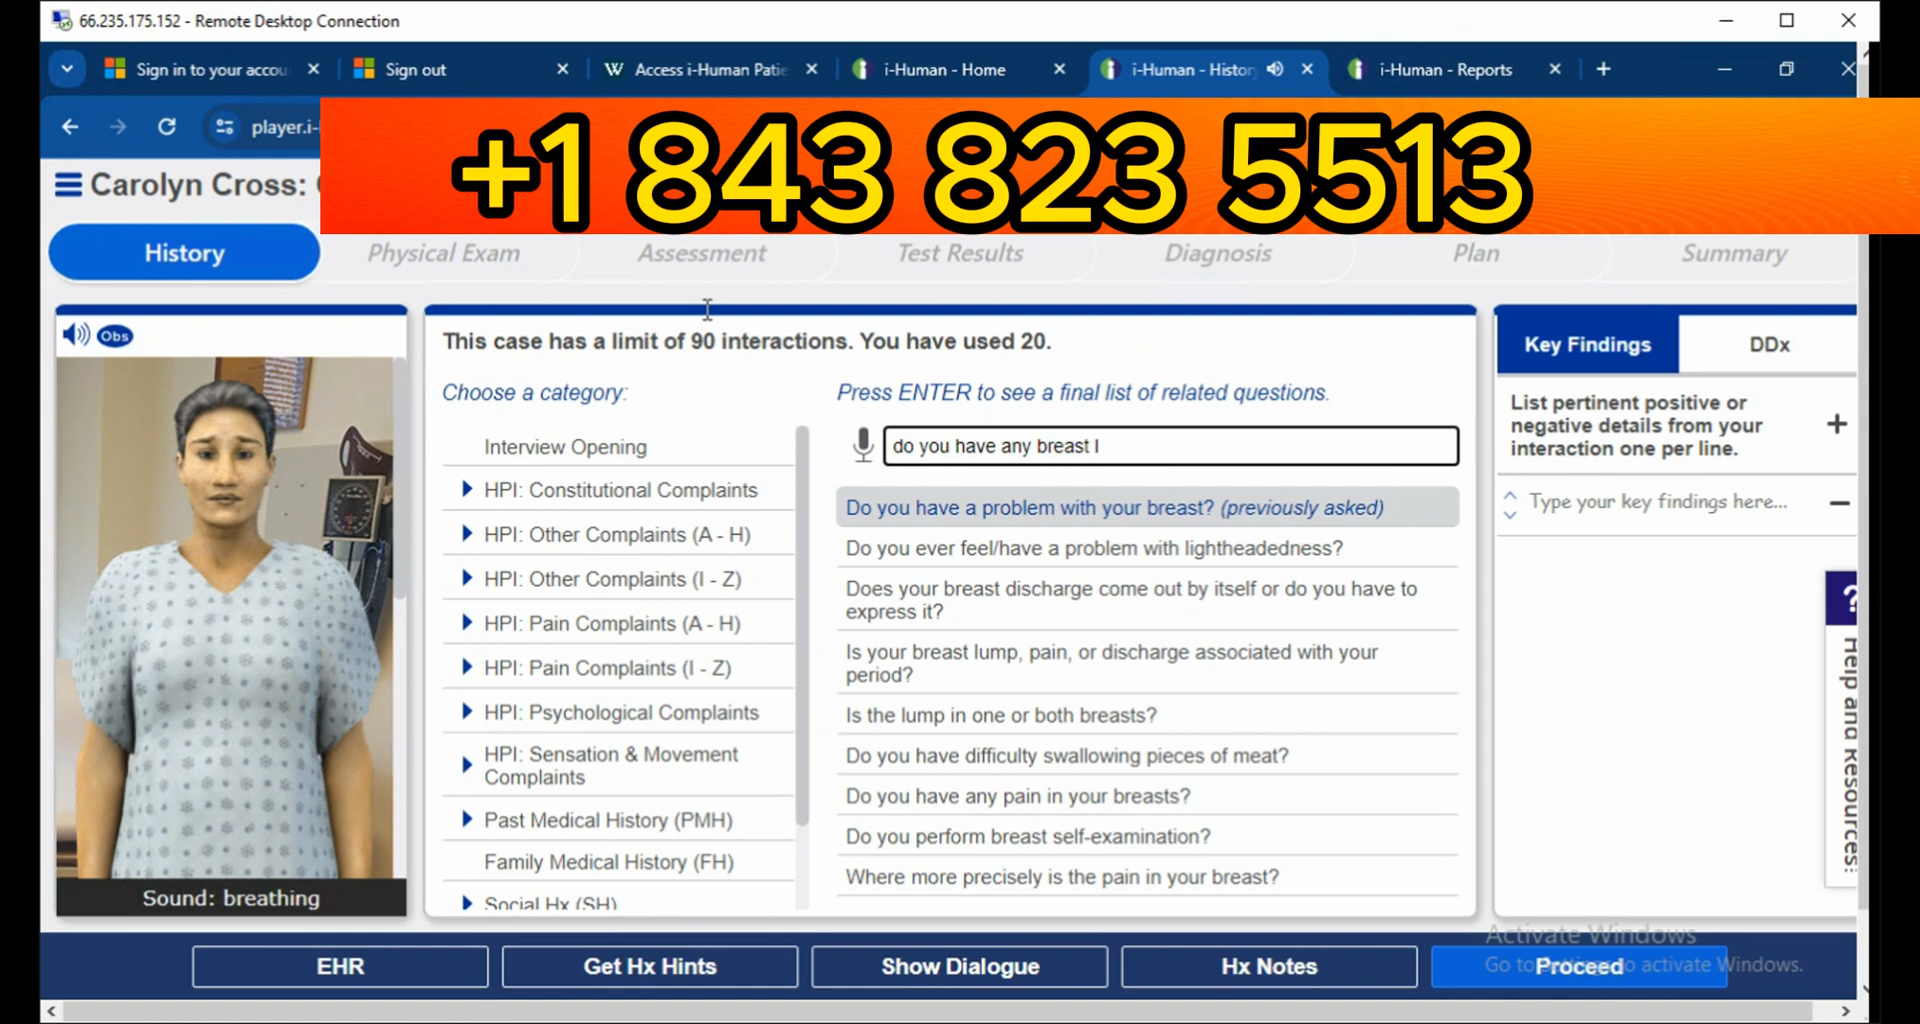 66.235.175.152 - Remote Desktop Connection
Sign in to your accou
Sign out
Access i-Human Patie
i-Human - Home
i-Human - Histor
i-Human - Reports
player.i-
+1 843 823 5513
Carolyn Cross:
History
Physical Exam
Assessment
Test Results
Diagnosis
Plan
Summary
Obs
Sound: breathing
This case has a limit of 90 interactions. You have used 20.
Choose a category:
Interview Opening
HPI: Constitutional Complaints
HPI: Other Complaints (A - H)
HPI: Other Complaints (I - Z)
HPI: Pain Complaints (A - H)
HPI: Pain Complaints (I - Z)
HPI: Psychological Complaints
HPI: Sensation & Movement
Complaints
Past Medical History (PMH)
Family Medical History (FH)
Social Hx (SH)
Press ENTER to see a final list of related questions.
do you have any breast l
Do you have a problem with your breast? (previously asked)
Do you ever feel/have a problem with lightheadedness?
Does your breast discharge come out by itself or do you have to
express it?
Is your breast lump, pain, or discharge associated with your
period?
Is the lump in one or both breasts?
Do you have difficulty swallowing pieces of meat?
Do you have any pain in your breasts?
Do you perform breast self-examination?
Where more precisely is the pain in your breast?
Key Findings
DDx
List pertinent positive or
negative details from your
interaction one per line.
Type your key findings here...
? Help and Resources
EHR
Get Hx Hints
Show Dialogue
Hx Notes
Proceed
Activate Windows
Go to Settings to activate Windows.